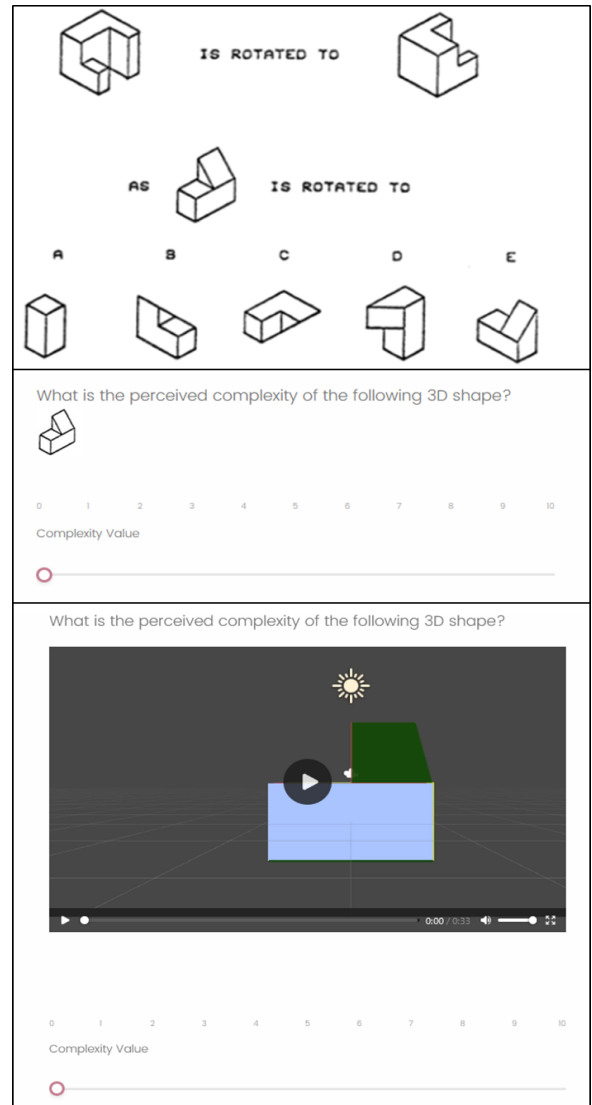 IS ROTATED TO
AS IS ROTATED TO
A B C D E
What is the perceived complexity of the following 3D shape?
0 1 2 3 4 5 6 7 8 9 10
Complexity Value
What is the perceived complexity of the following 3D shape?
0:00 / 0:33
0 1 2 3 4 5 6 7 8 9 10
Complexity Value